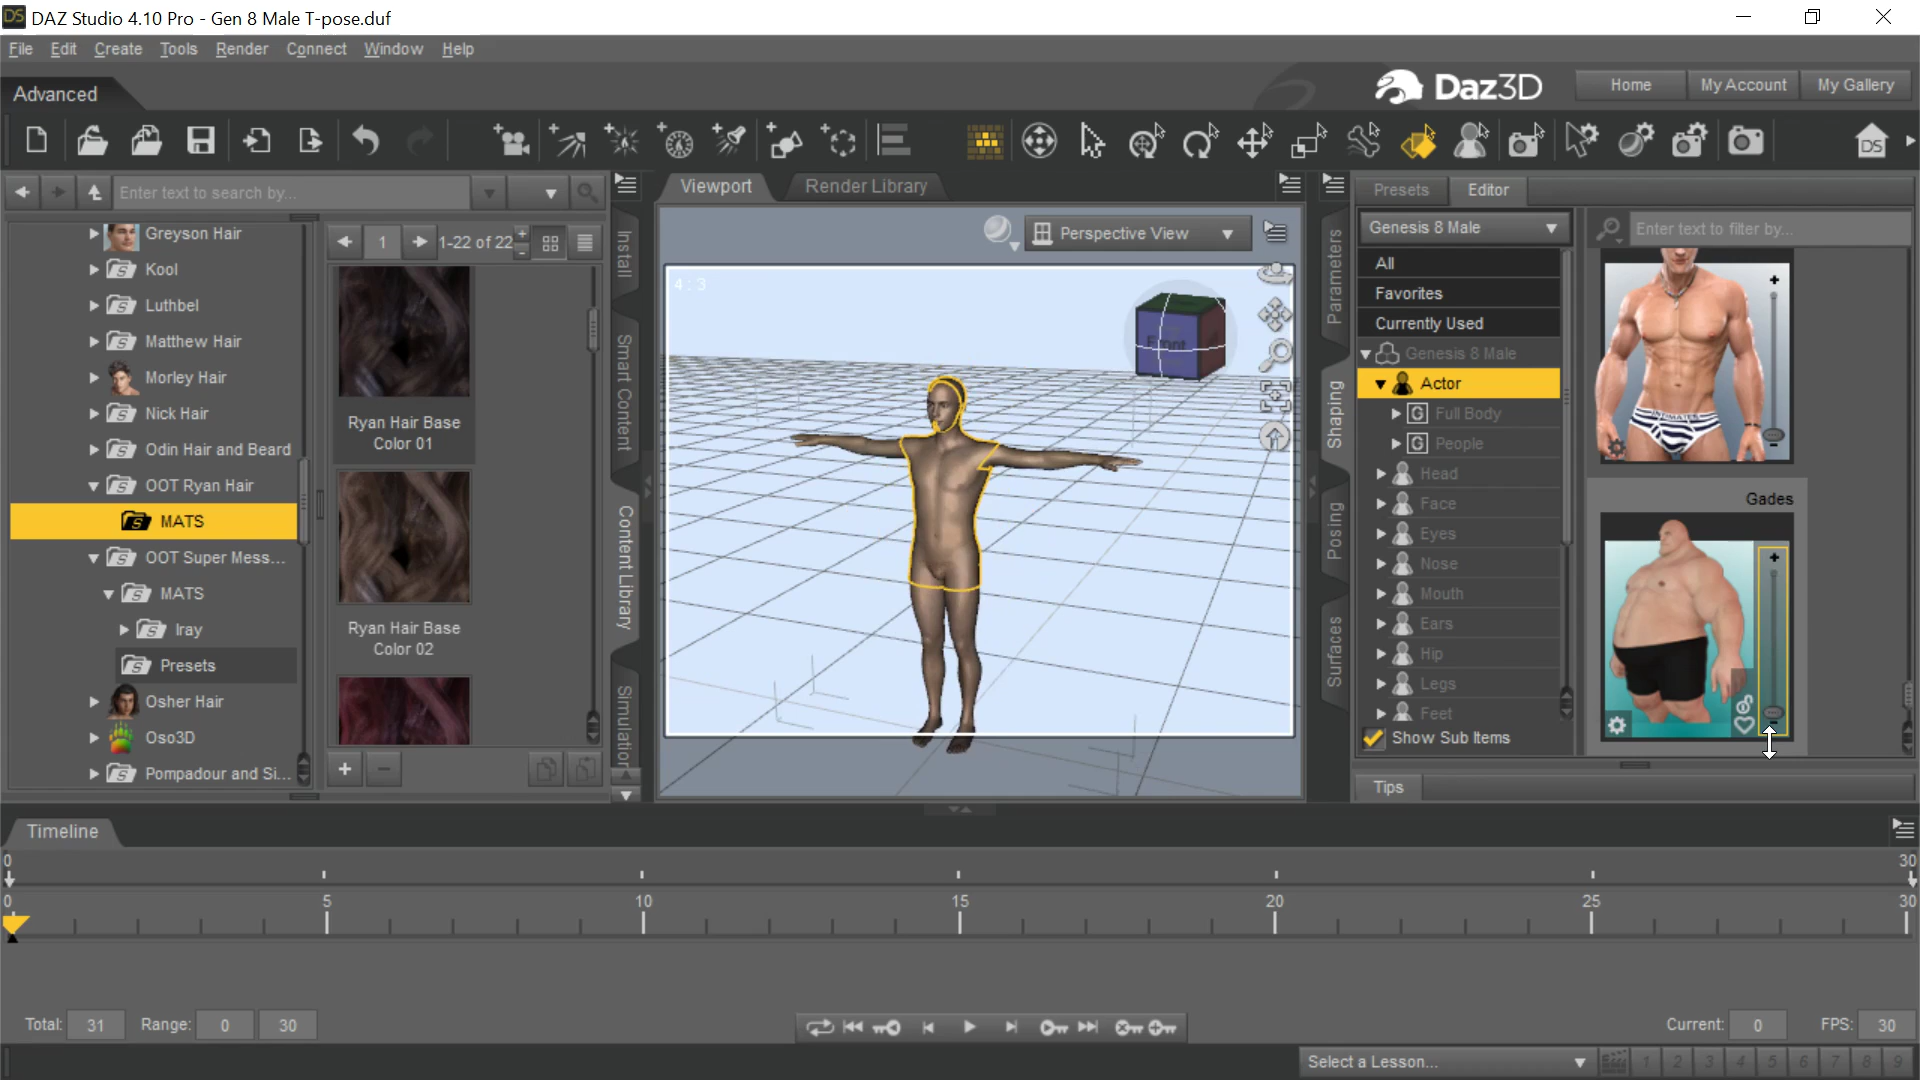 DAZ Studio 4.10 Pro - Gen 8 Male T-pose.duf
File Edit Create Tools Render Connect Window Help
Advanced
Daz3D
Home My Account My Gallery
DS
Enter text to search by...
Greyson Hair
Kool
Luthbel
Matthew Hair
Morley Hair
Nick Hair
Odin Hair and Beard
OOT Ryan Hair
MATS
OOT Super Mess...
MATS
Iray
Presets
Osher Hair
Oso3D
Pompadour and Si...
1 1-22 of 22
Ryan Hair Base
Color 01
Ryan Hair Base
Color 02
Install
Smart Content
Content Library
Simulation
Viewport Render Library
Perspective View
4 : 3
Front
Parameters
Shaping
Posing
Surfaces
Presets Editor
Genesis 8 Male
Enter text to filter by...
All
Favorites
Currently Used
Genesis 8 Male
Actor
Full Body
People
Head
Face
Eyes
Nose
Mouth
Ears
Hip
Legs
Feet
Show Sub Items
INTIMATES
Gades
Tips
Timeline
0 30
0 5 10 15 20 25 30
Total: 31 Range: 0 30
Current: 0 FPS: 30
Select a Lesson... 1 2 3 4 5 6 7 8 9